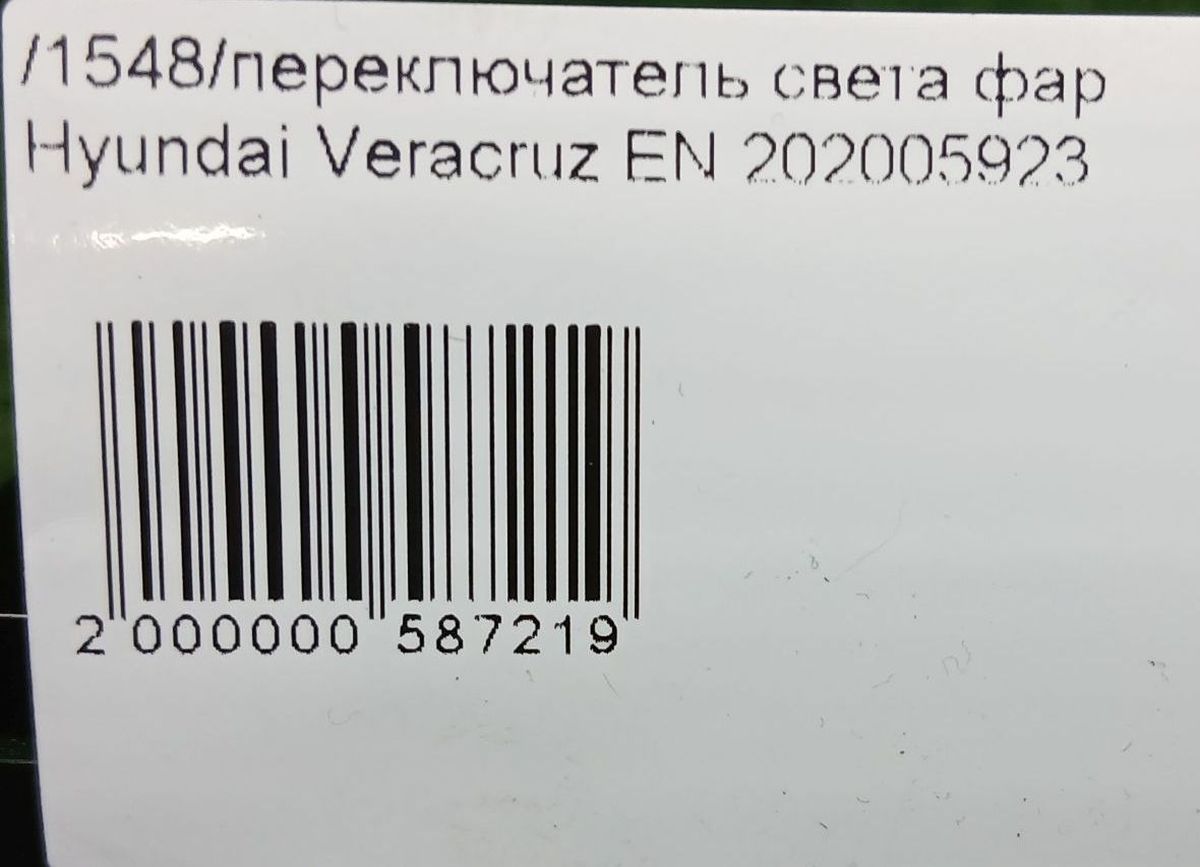 /1548/переключатель света фар
Hyundai Veracruz EN 202005923
2 000000 587219